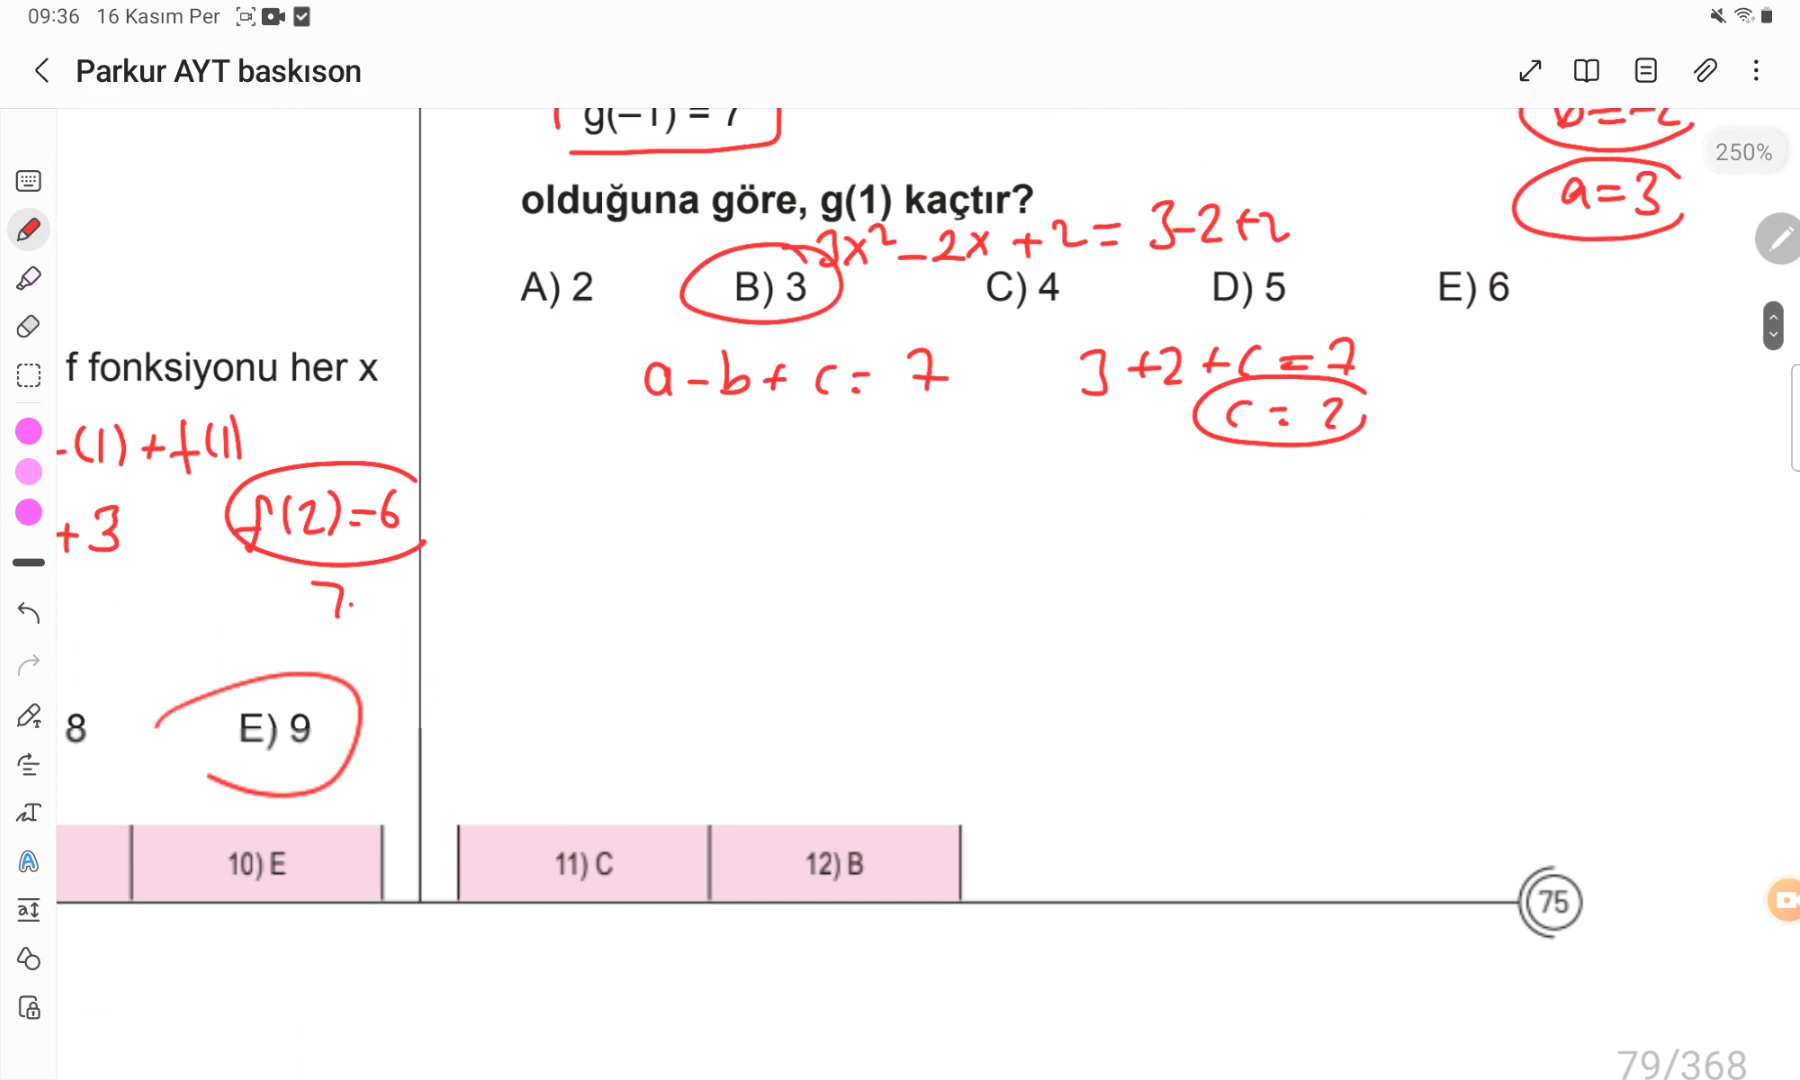 09:36 16 Kasım Per
Parkur AYT baskıson
250%
g(−1) = 7
b=-2
a=3
olduğuna göre, g(1) kaçtır?
3x² - 2x + 2 = 3-2+2
A) 2 B) 3 C) 4 D) 5 E) 6
a - b + c = 7
3 + 2 + c = 7
c = 2
f fonksiyonu her x
(1) + f(1)
+3
f(2)=6
7.
8 E) 9
10) E 11) C 12) B
75
79/368